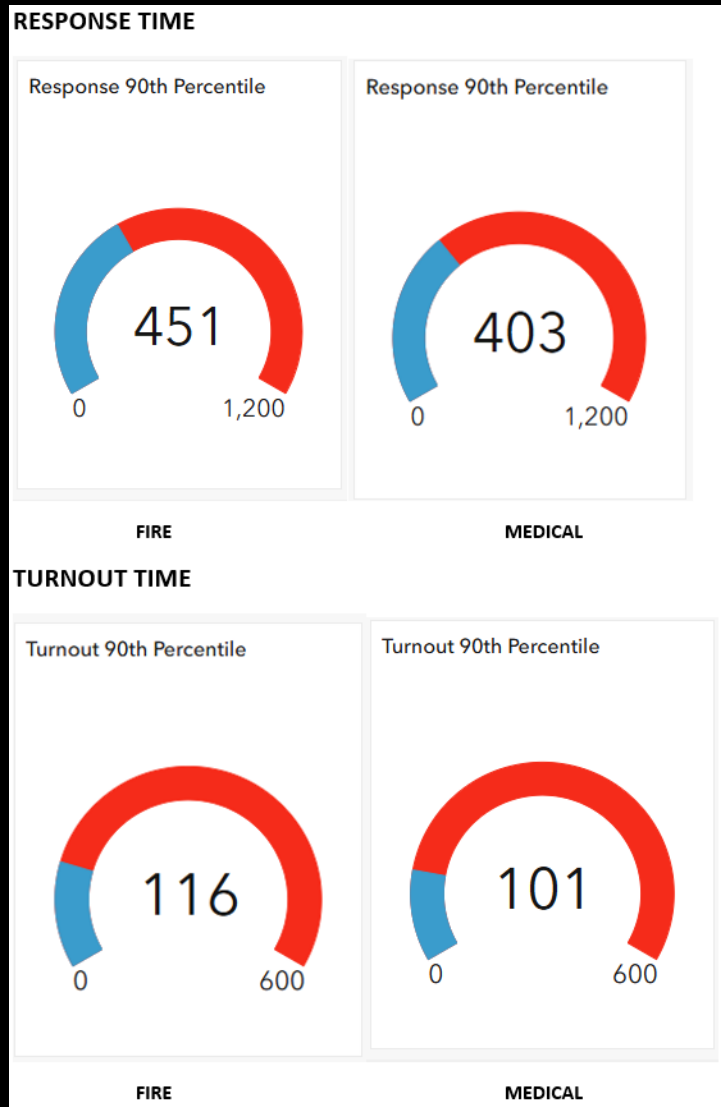 RESPONSE TIME
Response 90th Percentile
Response 90th Percentile
451
403
0
1,200
0
1,200
FIRE
MEDICAL
TURNOUT TIME
Turnout 90th Percentile
Turnout 90th Percentile
116
101
0
600
0
600
FIRE
MEDICAL